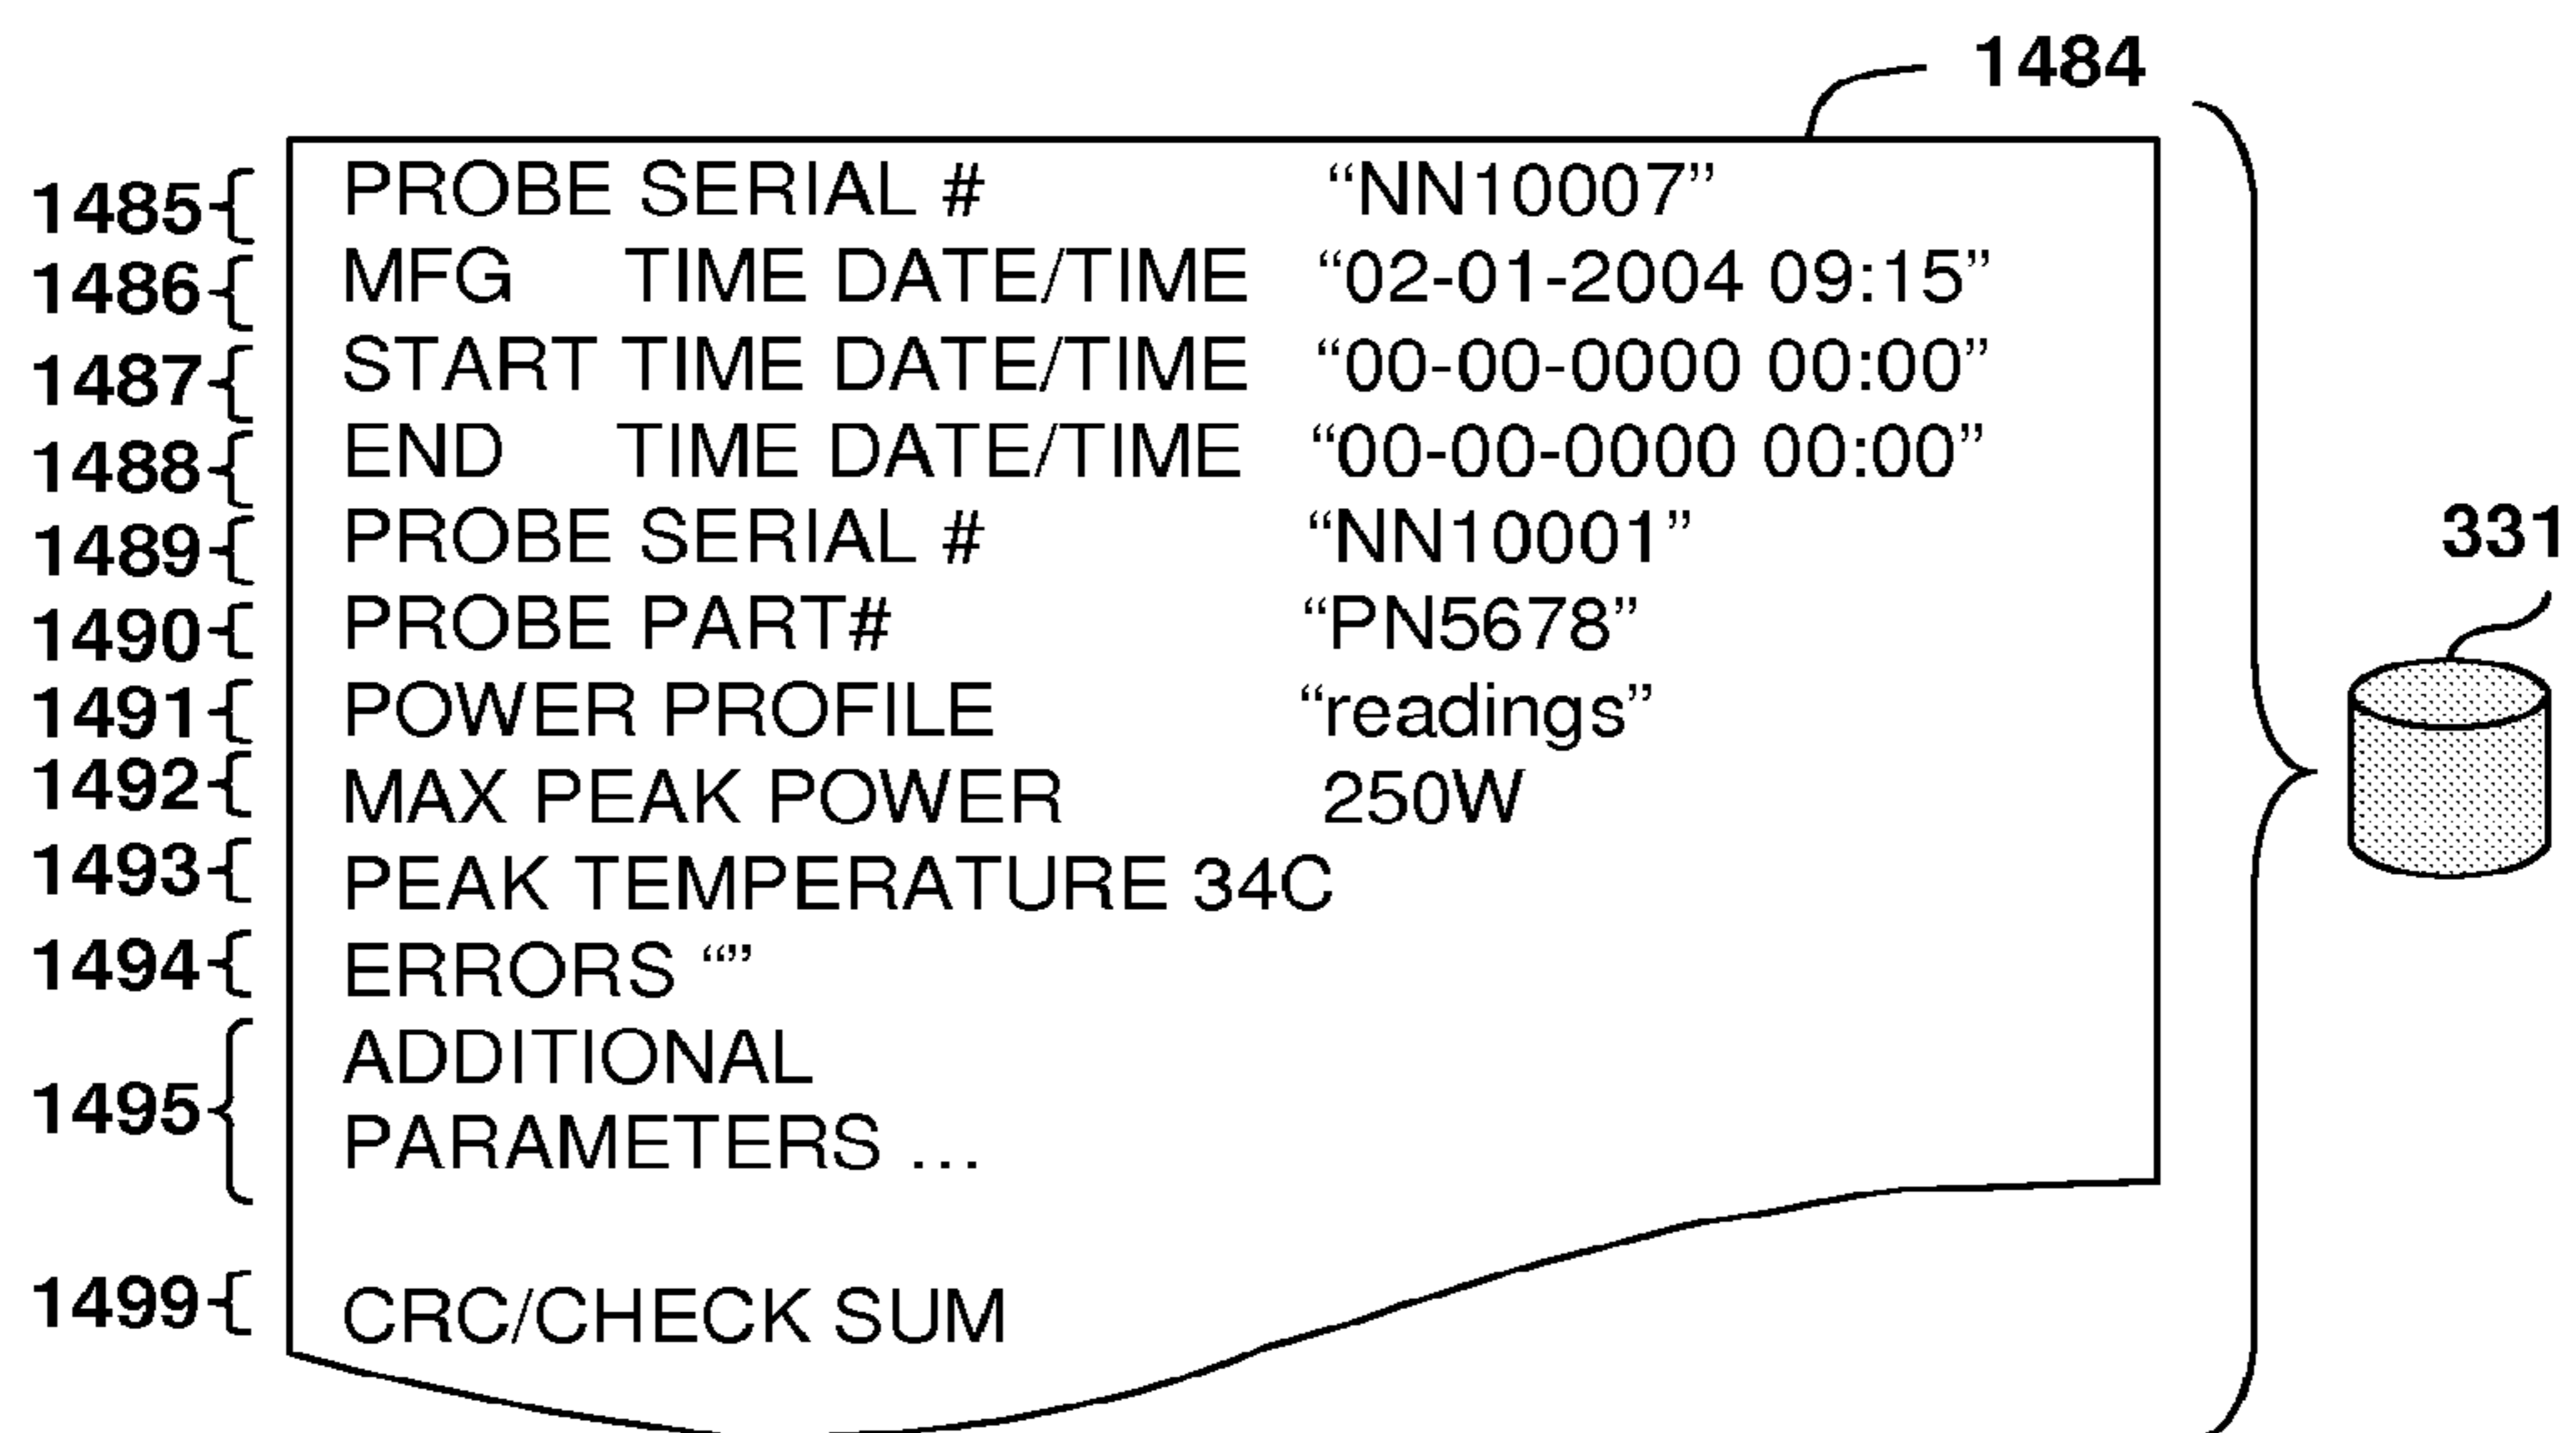 1484
1485 PROBE SERIAL # “NN10007”
1486 MFG TIME DATE/TIME “02-01-2004 09:15”
1487 START TIME DATE/TIME “00-00-0000 00:00”
1488 END TIME DATE/TIME “00-00-0000 00:00”
1489 PROBE SERIAL # “NN10001”
331
1490 PROBE PART# “PN5678”
1491 POWER PROFILE “readings”
1492 MAX PEAK POWER 250W
1493 PEAK TEMPERATURE 34C
1494 ERRORS “”
1495 ADDITIONAL
PARAMETERS ...
1499 CRC/CHECK SUM